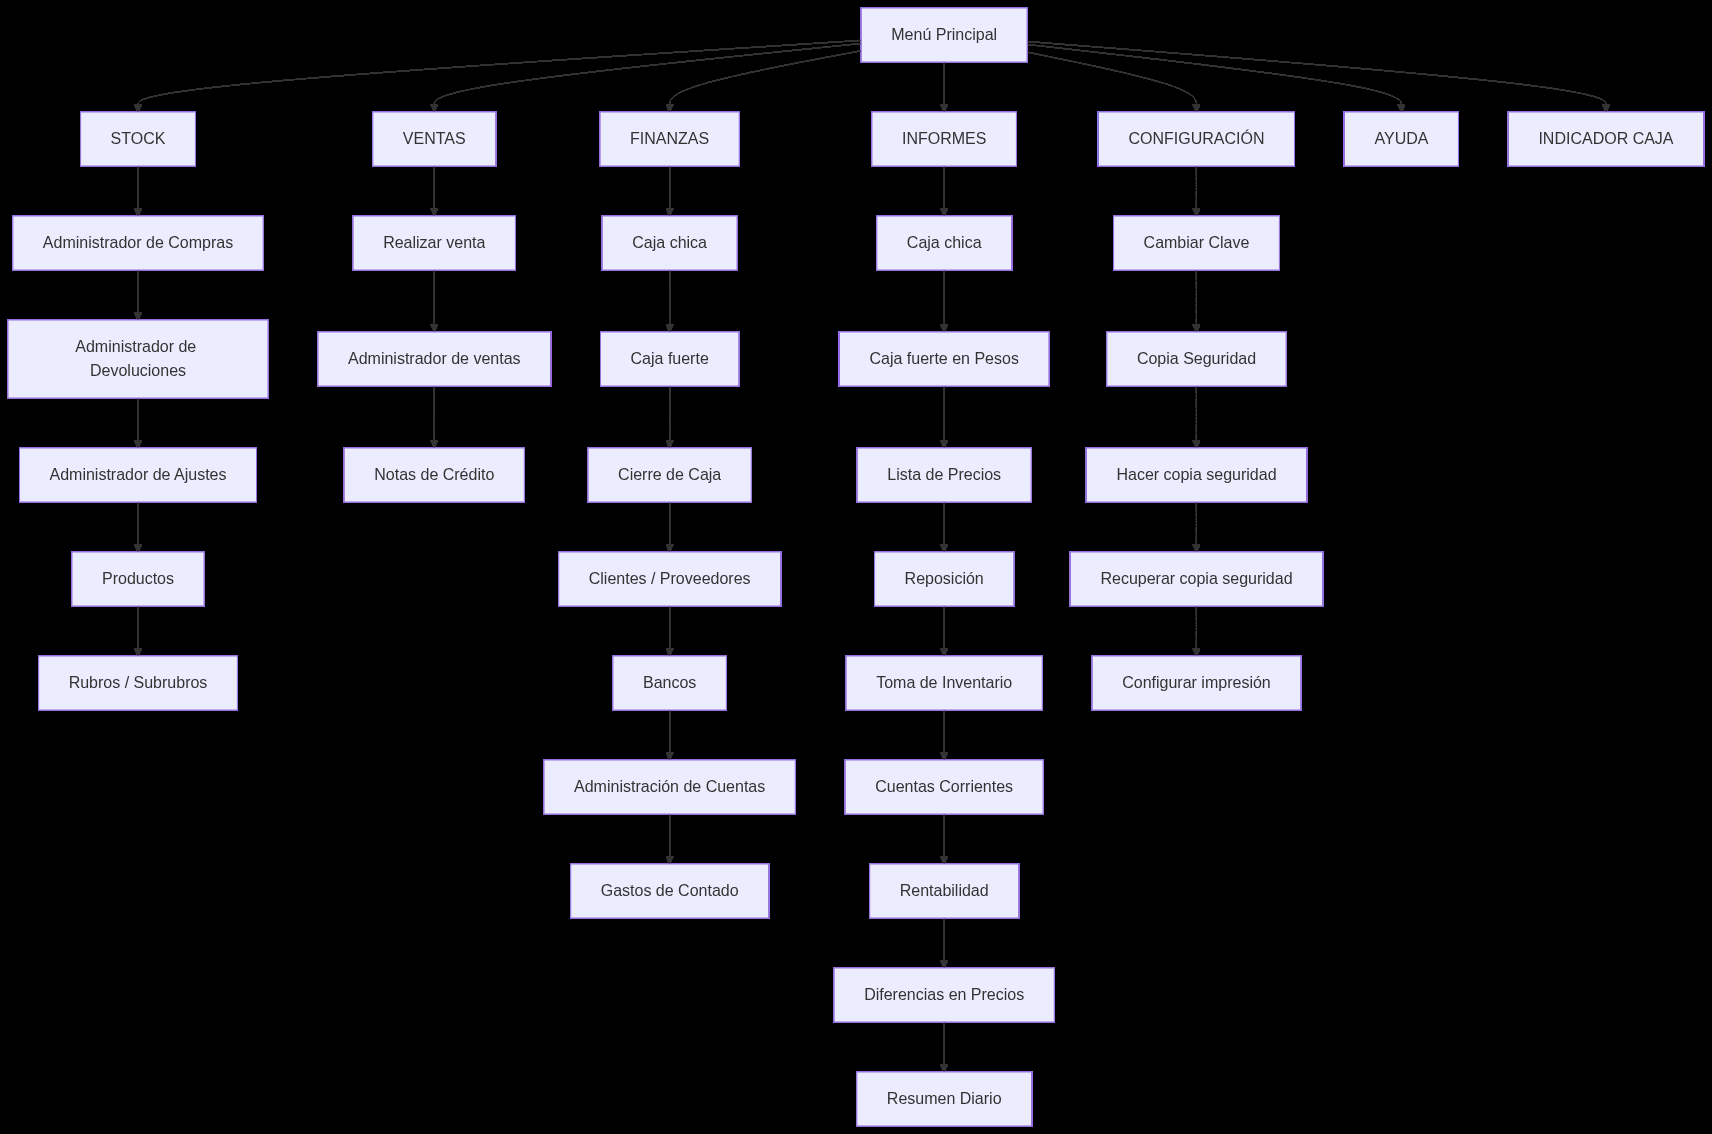 Menú Principal
STOCK
VENTAS
FINANZAS
INFORMES
CONFIGURACIÓN
AYUDA
INDICADOR CAJA
Administrador de Compras
Realizar venta
Caja chica
Caja chica
Cambiar Clave
Administrador de
Devoluciones
Administrador de ventas
Caja fuerte
Caja fuerte en Pesos
Copia Seguridad
Administrador de Ajustes
Notas de Crédito
Cierre de Caja
Lista de Precios
Hacer copia seguridad
Productos
Clientes / Proveedores
Reposición
Recuperar copia seguridad
Rubros / Subrubros
Bancos
Toma de Inventario
Configurar impresión
Administración de Cuentas
Cuentas Corrientes
Gastos de Contado
Rentabilidad
Diferencias en Precios
Resumen Diario